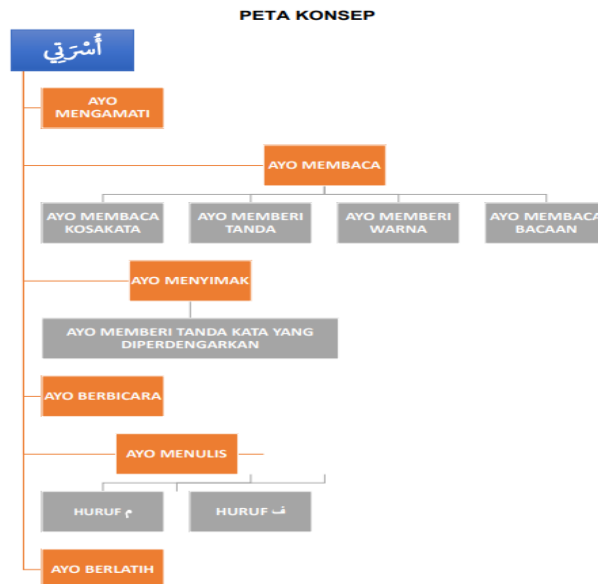 PETA KONSEP
أُسْرَتِي
AYO
MENGAMATI
AYO MEMBACA
AYO MEMBACA
KOSAKATA
AYO MEMBERI
TANDA
AYO MEMBERI
WARNA
AYO MEMBACA
BACAAN
AYO MENYIMAK
AYO MEMBERI TANDA KATA YANG
DIPERDENGARKAN
AYO BERBICARA
AYO MENULIS
HURUF م
HURUF ف
AYO BERLATIH